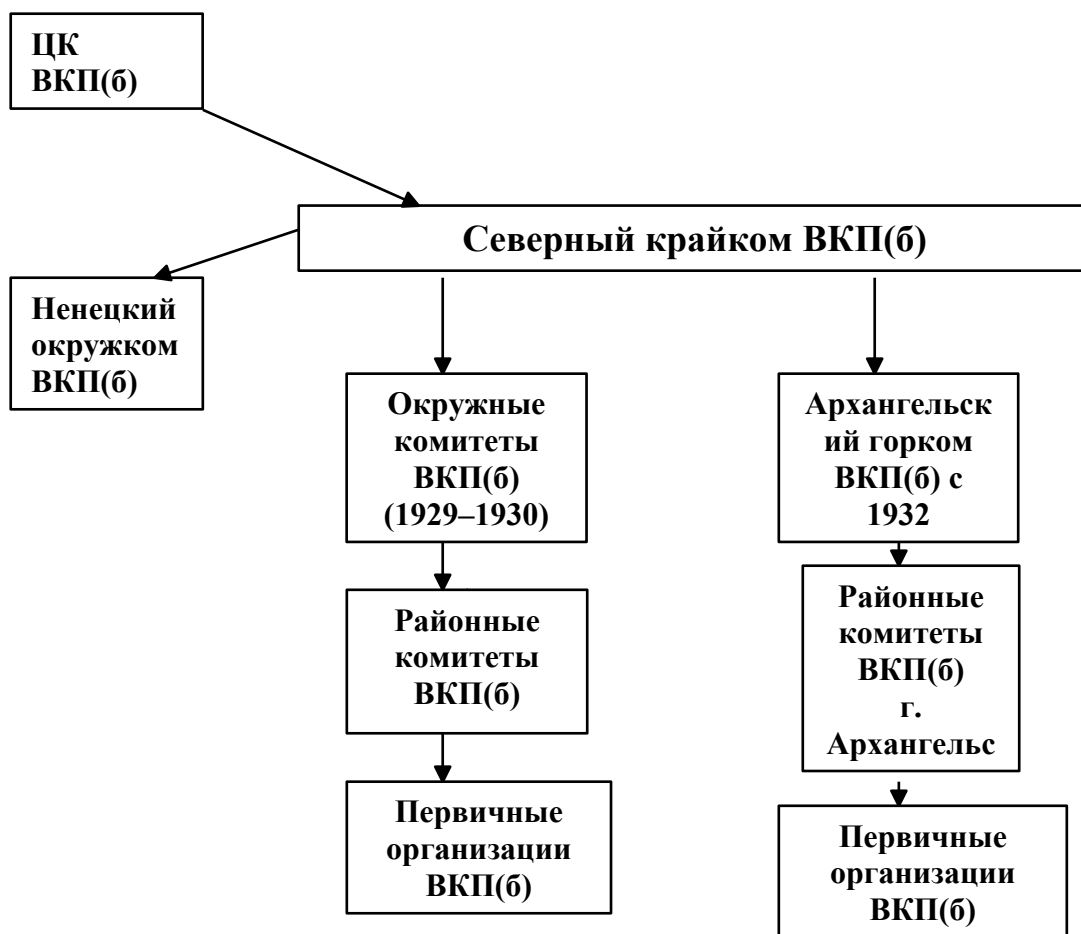 ЦК
ВКП(б)
Северный крайком ВКП(б)
Ненецкий
окружком
ВКП(б)
Окружные
комитеты
ВКП(б)
(1929–1930)
Архангельск
ий горком
ВКП(б) с
1932
Районные
комитеты
ВКП(б)
Районные
комитеты
ВКП(б)
г.
Архангельс
Первичные
организации
ВКП(б)
Первичные
организации
ВКП(б)